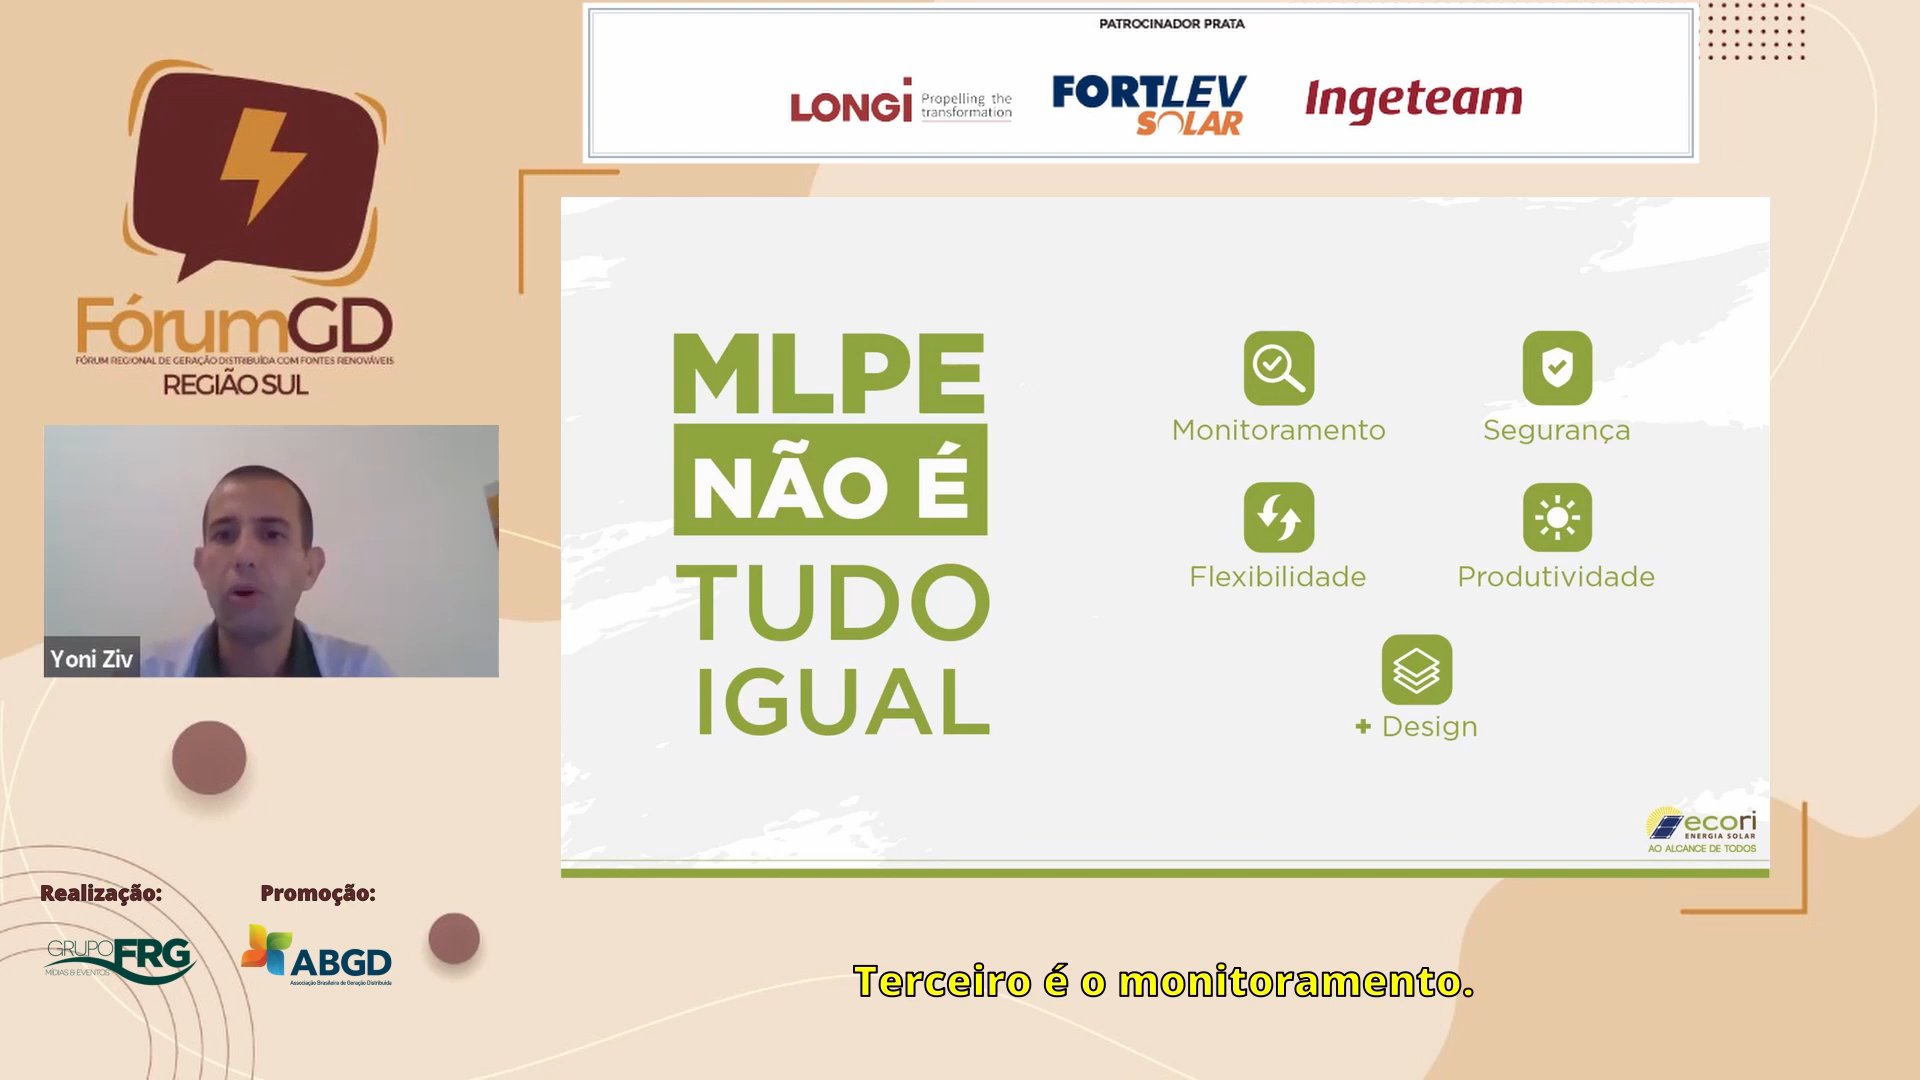 PATROCINADOR PRATA
LONGi Propelling the transformation
FORTLEV SOLAR
Ingeteam
FórumGD
FÓRUM REGIONAL DE GERAÇÃO DISTRIBUÍDA COM FONTES RENOVÁVEIS
REGIÃO SUL
MLPE
NÃO É
TUDO
IGUAL
Monitoramento
Segurança
Flexibilidade
Produtividade
+ Design
ecori
ENERGIA SOLAR
AO ALCANCE DE TODOS
Yoni Ziv
Realização:
Promoção:
GRUPO FRG
MÍDIAS & EVENTOS
ABGD
Associação Brasileira de Geração Distribuída
Terceiro é o monitoramento.